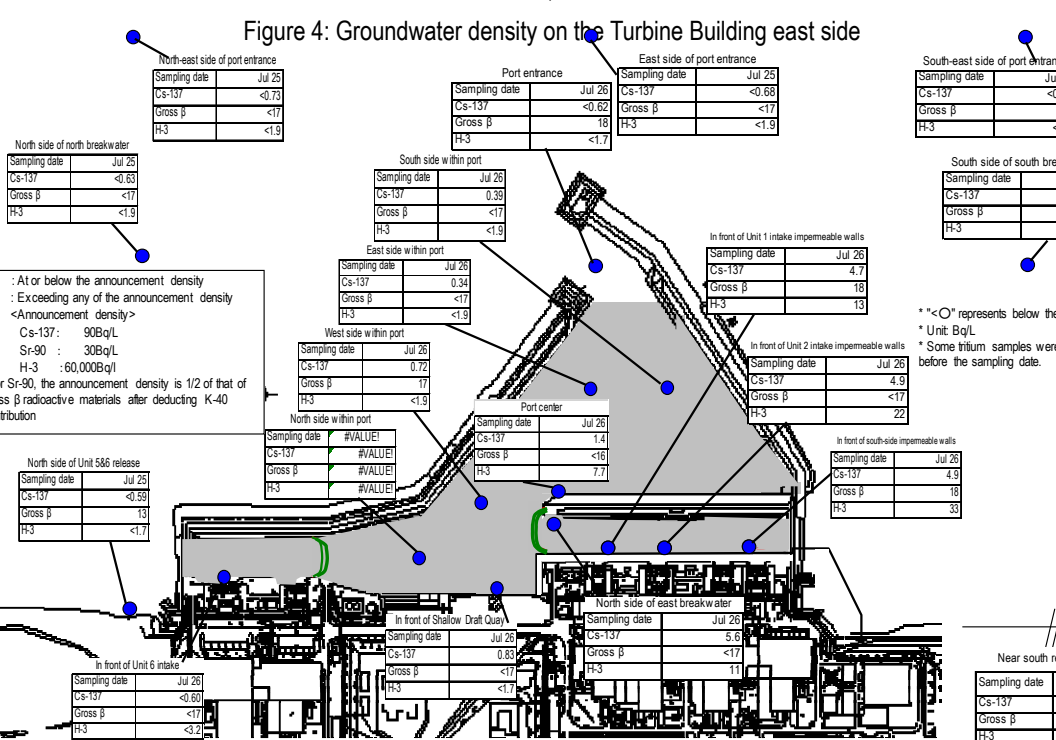 Figure 4: Groundwater density on the Turbine Building east side
North-east side of port entrance
Sampling date Jul 25
Cs-137 <0.73
Gross β <17
H-3 <1.9
Port entrance
Sampling date Jul 26
Cs-137 <0.62
Gross β 18
H-3 <1.7
East side of port entrance
Sampling date Jul 25
Cs-137 <0.68
Gross β <17
H-3 <1.9
South-east side of port
Sampling date
Cs-137
Gross β
H-3
North side of north breakwater
Sampling date Jul 25
Cs-137 <0.63
Gross β <17
H-3 <1.9
South side within port
Sampling date Jul 26
Cs-137 0.39
Gross β <17
H-3 <1.9
South side of south
Sampling date
Cs-137
Gross β
H-3
East side within port
Sampling date Jul 26
Cs-137 0.34
Gross β <17
H-3 <1.9
In front of Unit 1 intake impermeable walls
Sampling date Jul 26
Cs-137 4.7
Gross β 18
H-3 13
: At or below the announcement density
: Exceeding any of the announcement density
<Announcement density>
Cs-137: 90Bq/L
Sr-90 : 30Bq/L
H-3 :60,000Bq/l
Sr-90, the announcement density is 1/2 of that of
β radioactive materials after deducting K-40
* "<○" represents below the
* Unit: Bq/L
* Some tritium samples were
before the sampling date.
West side within port
Sampling date Jul 26
Cs-137 0.72
Gross β 17
H-3 <1.9
In front of Unit 2 intake impermeable walls
Sampling date Jul 26
Cs-137 4.9
Gross β <17
H-3 22
Port center
Sampling date Jul 26
Cs-137 1.4
Gross β <16
H-3 7.7
North side within port
Sampling date #VALUE!
Cs-137 #VALUE!
Gross β #VALUE!
H-3 #VALUE!
In front of south-side impermeable walls
Sampling date Jul 26
Cs-137 4.9
Gross β 18
H-3 33
North side of Unit 5&6 release
Sampling date Jul 25
Cs-137 <0.59
Gross β 13
H-3 <1.7
North side of east breakwater
Sampling date Jul 26
Cs-137 5.6
Gross β <17
H-3 11
In front of Shallow Draft Quay
Sampling date Jul 26
Cs-137 0.83
Gross β <17
H-3 <1.7
In front of Unit 6 intake
Sampling date Jul 26
Cs-137 <0.60
Gross β <17
H-3 <3.2
Near south
Sampling date
Cs-137
Gross β
H-3